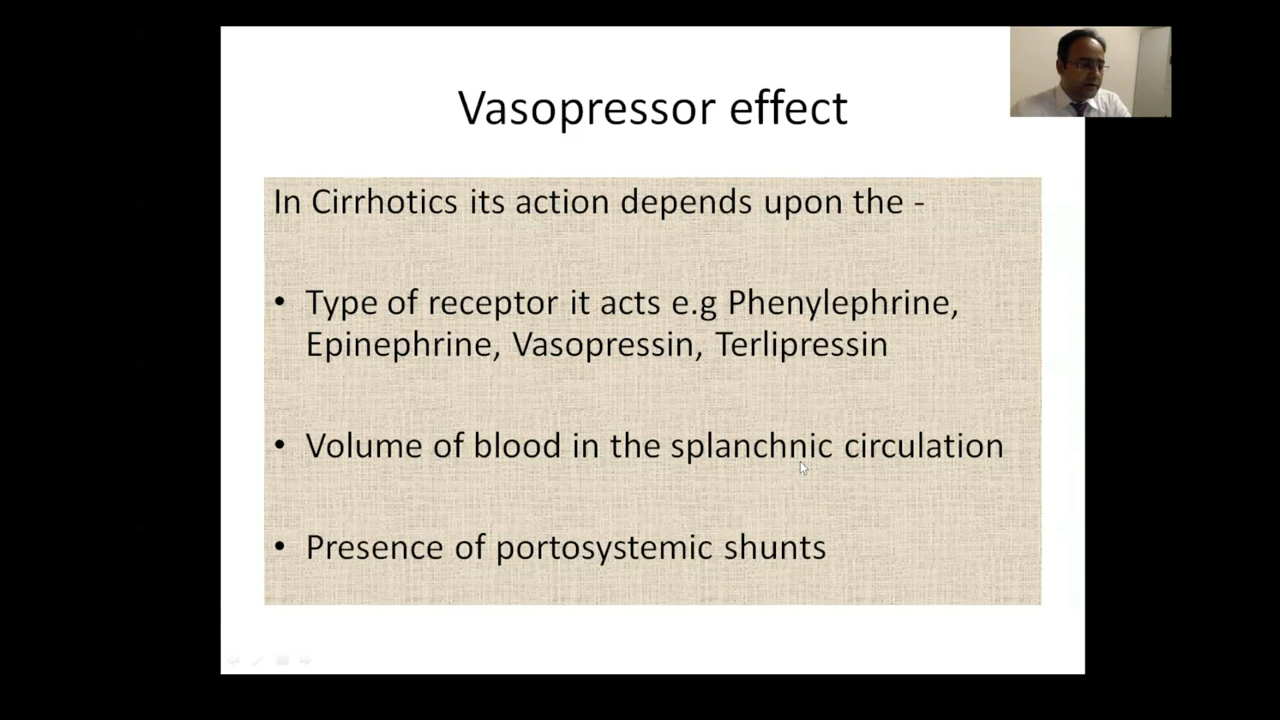 Vasopressor effect
In Cirrhotics its action depends upon the -
• Type of receptor it acts e.g Phenylephrine,
Epinephrine, Vasopressin, Terlipressin
• Volume of blood in the splanchnic circulation
• Presence of portosystemic shunts